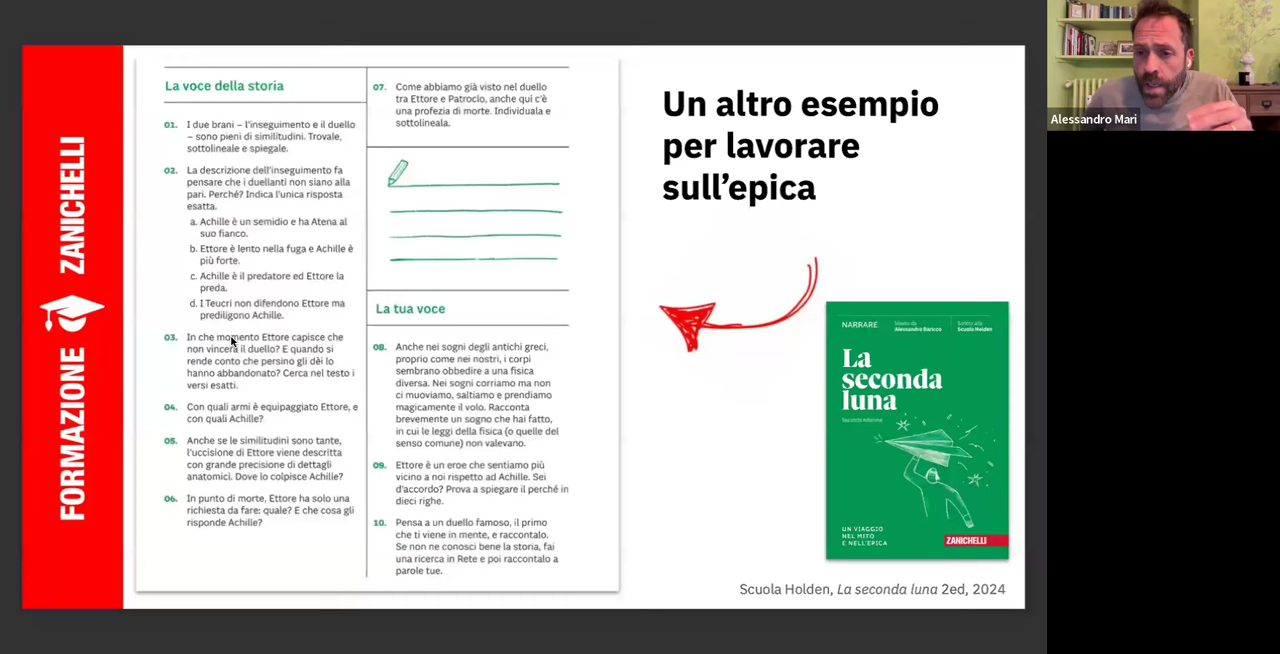 FORMAZIONE ZANICHELLI
La voce della storia
01. I due brani – l'inseguimento e il duello
– sono pieni di similitudini. Trovale,
sottolineale e spiegale.
02. La descrizione dell'inseguimento fa
pensare che i duellanti non siano alla
pari. Perché? Indica l'unica risposta
esatta.
a. Achille è un semidio e ha Atena al
suo fianco.
b. Ettore è lento nella fuga e Achille è
più forte.
c. Achille è il predatore ed Ettore la
preda.
d. I Teucri non difendono Ettore ma
prediligono Achille.
03. In che momento Ettore capisce che
non vincerà il duello? E quando si
rende conto che persino gli dèi lo
hanno abbandonato? Cerca nel testo i
versi esatti.
04. Con quali armi è equipaggiato Ettore, e
con quali Achille?
05. Anche se le similitudini sono tante,
l'uccisione di Ettore viene descritta
con grande precisione di dettagli
anatomici. Dove lo colpisce Achille?
06. In punto di morte, Ettore ha solo una
richiesta da fare: quale? E che cosa gli
risponde Achille?
07. Come abbiamo già visto nel duello
tra Ettore e Patroclo, anche qui c'è
una profezia di morte. Individuala e
sottolineala.
La tua voce
08. Anche nei sogni degli antichi greci,
proprio come nei nostri, i corpi
sembrano obbedire a una fisica
diversa. Nei sogni corriamo ma non
ci muoviamo, saltiamo e prendiamo
magicamente il volo. Racconta
brevemente un sogno che hai fatto,
in cui le leggi della fisica (o quelle del
senso comune) non valevano.
09. Ettore è un eroe che sentiamo più
vicino a noi rispetto ad Achille. Sei
d'accordo? Prova a spiegare il perché in
dieci righe.
10. Pensa a un duello famoso, il primo
che ti viene in mente, e raccontalo.
Se non ne conosci bene la storia, fai
una ricerca in Rete e poi raccontalo a
parole tue.
Un altro esempio
per lavorare
sull'epica
NARRARE
Alessandro Baricco
Scuola Holden
La
seconda
luna
Seconda edizione
UN VIAGGIO
NEL MITO
E NELL'EPICA
ZANICHELLI
Scuola Holden, La seconda luna 2ed, 2024
Alessandro Mari